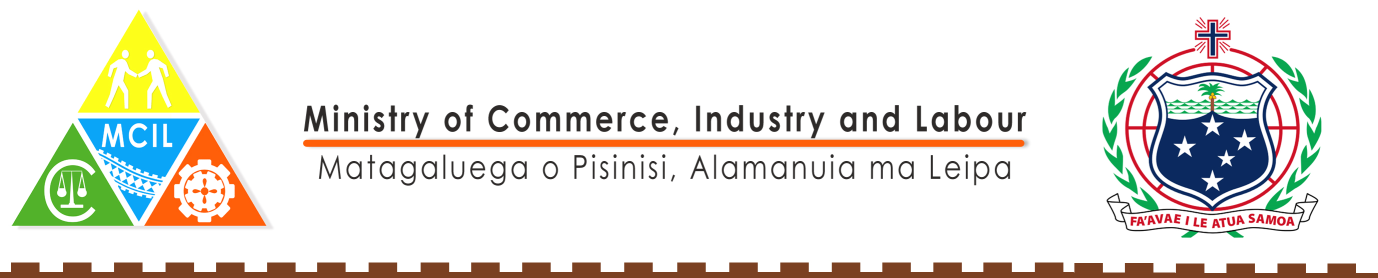 MCIL
Ministry of Commerce, Industry and Labour
Matagaluega o Pisinisi, Alamanuia ma Leipa
FA'AVAE I LE ATUA SAMOA